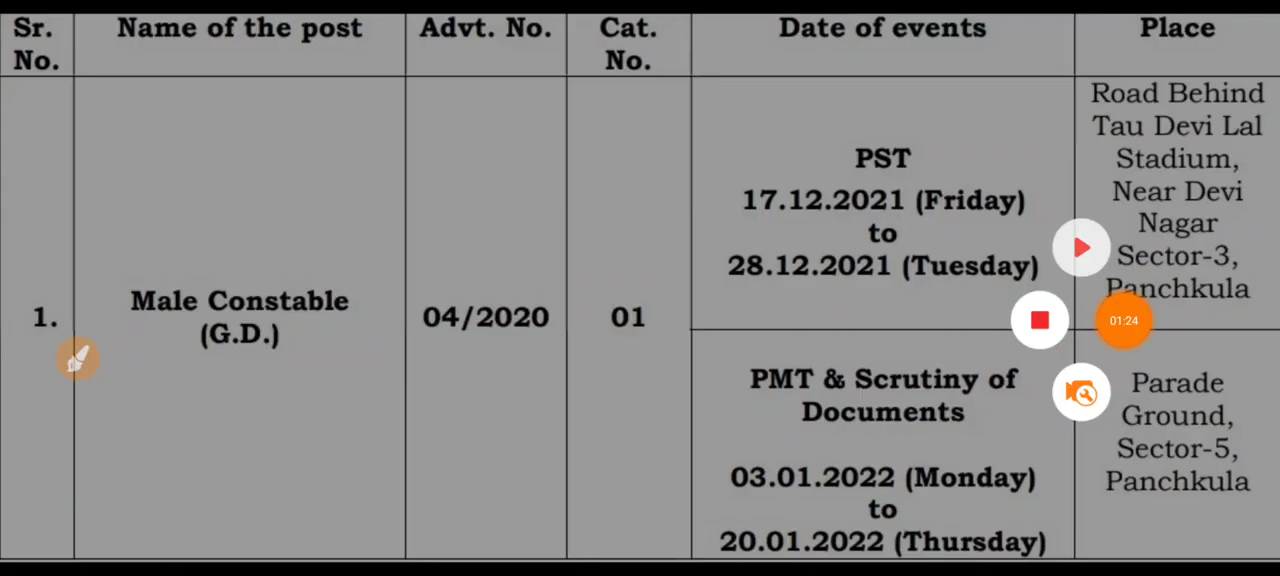 Sr. No.
Name of the post
Advt. No.
Cat. No.
Date of events
Place
1.
Male Constable
(G.D.)
04/2020
01
PST
17.12.2021 (Friday)
to
28.12.2021 (Tuesday)
Road Behind
Tau Devi Lal
Stadium,
Near Devi
Nagar
Sector-3,
Panchkula
PMT & Scrutiny of
Documents
03.01.2022 (Monday)
to
20.01.2022 (Thursday)
Parade
Ground,
Sector-5,
Panchkula
01:24